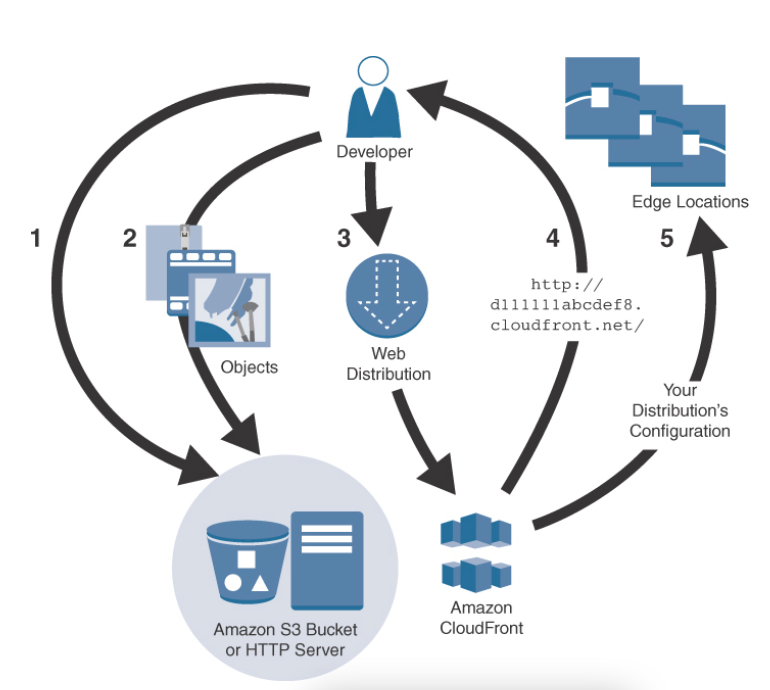 Developer
Edge Locations
1
2
3
4
5
http://
d111111abcdef8.
cloudfront.net/
Objects
Web
Distribution
Your
Distribution's
Configuration
Amazon S3 Bucket
or HTTP Server
Amazon
CloudFront